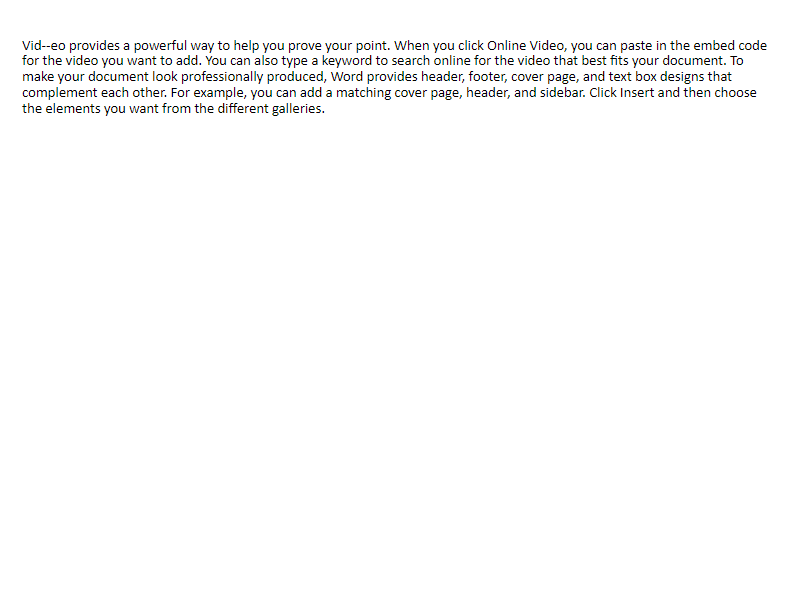 Vid--eo provides a powerful way to help you prove your point. When you click Online Video, you can paste in the embed code
for the video you want to add. You can also type a keyword to search online for the video that best fits your document. To
make your document look professionally produced, Word provides header, footer, cover page, and text box designs that
complement each other. For example, you can add a matching cover page, header, and sidebar. Click Insert and then choose
the elements you want from the different galleries.